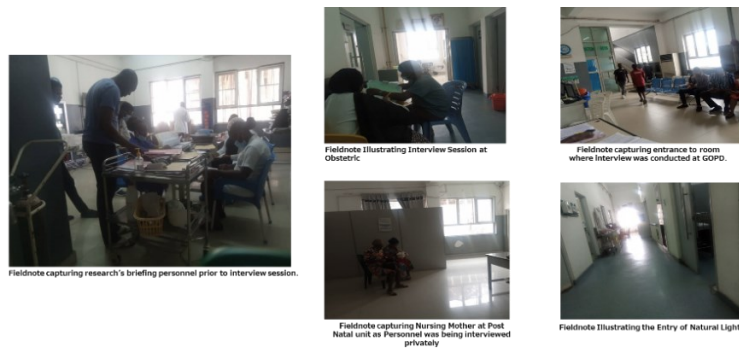 Fieldnote capturing research's briefing personnel prior to interview session.
Fieldnote Illustrating Interview Session at
Obstetric
Fieldnote capturing entrance to room
where Interview was conducted at GOPD.
Fieldnote capturing Nursing Mother at Post
Natal unit as Personnel was being interviewed
privately
Fieldnote Illustrating the Entry of Natural Light